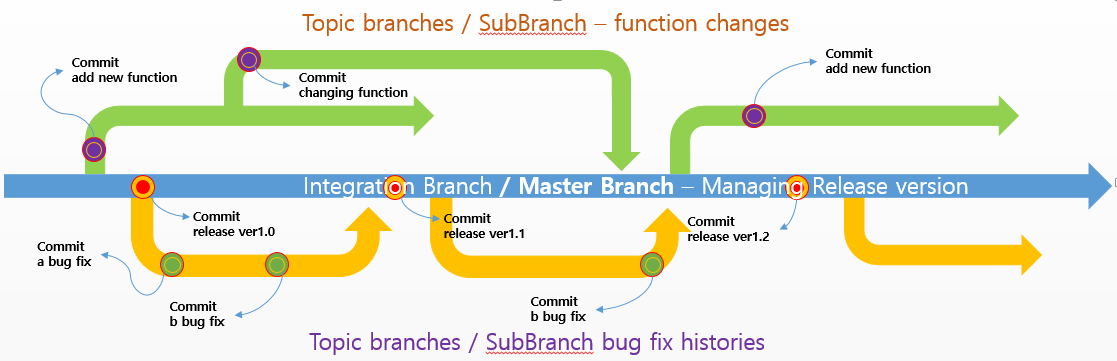 Topic branches / SubBranch – function changes
Commit
add new function
Commit
changing function
Commit
add new function
Integration Branch / Master Branch – Managing Release version
Commit
release ver1.0
Commit
release ver1.1
Commit
release ver1.2
Commit
a bug fix
Commit
b bug fix
Commit
b bug fix
Topic branches / SubBranch bug fix histories